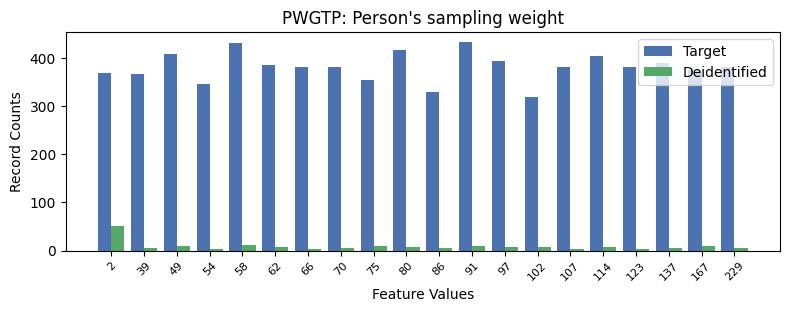 PWGTP: Person's sampling weight
Record Counts
400
300
200
100
0
Target
Deidentified
2 39 49 54 58 62 66 70 75 80 86 91 97 102 107 114 123 137 167 229
Feature Values